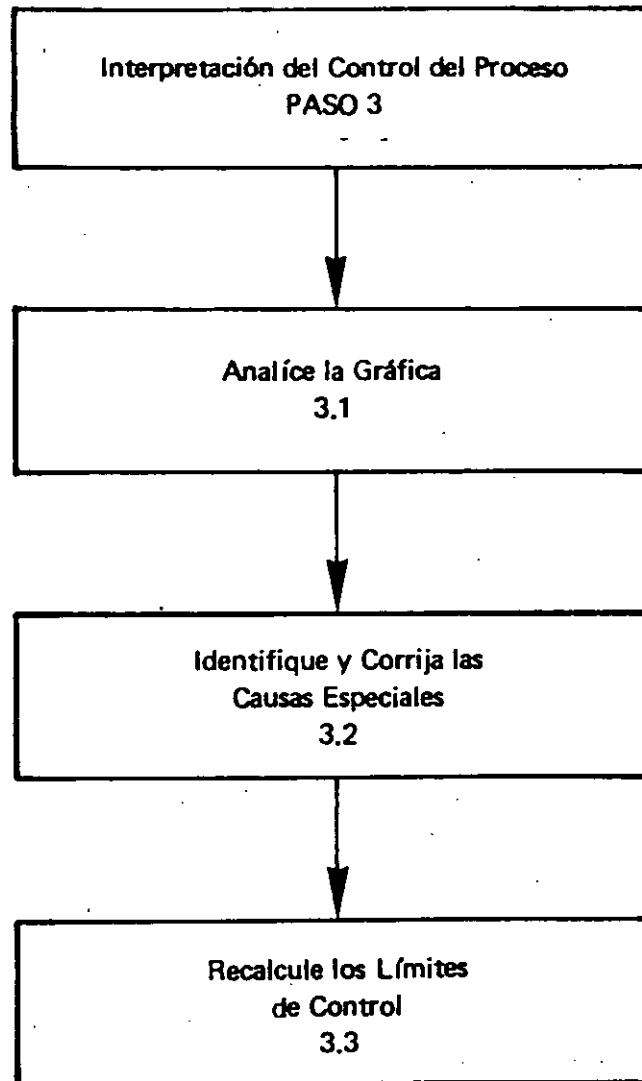 Interpretación del Control del Proceso
PASO 3
Analíce la Gráfica
3.1
Identifique y Corrija las
Causas Especiales
3.2
Recalcule los Límites
de Control
3.3